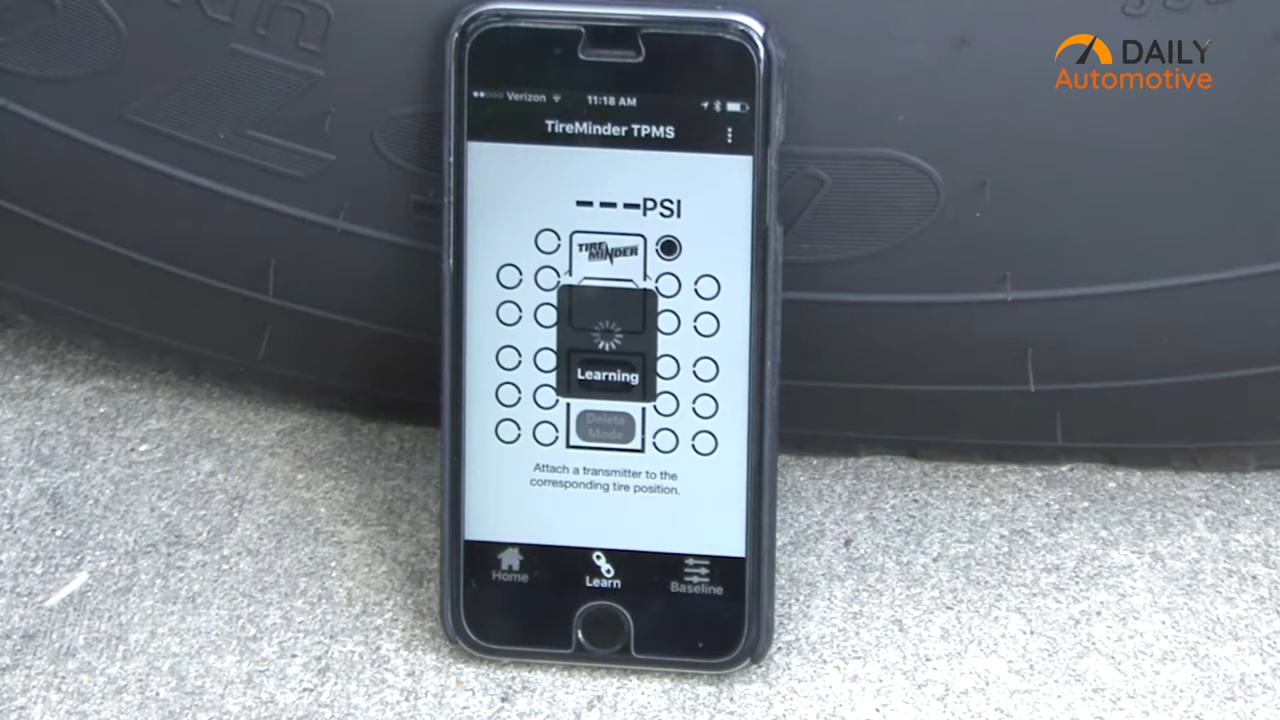 DAILY
Automotive
Verizon
11:18 AM
TireMinder TPMS
---PSI
TIRE
MINDER
Learning
Delete
Mode
Attach a transmitter to the
corresponding tire position.
Home
Learn
Baseline